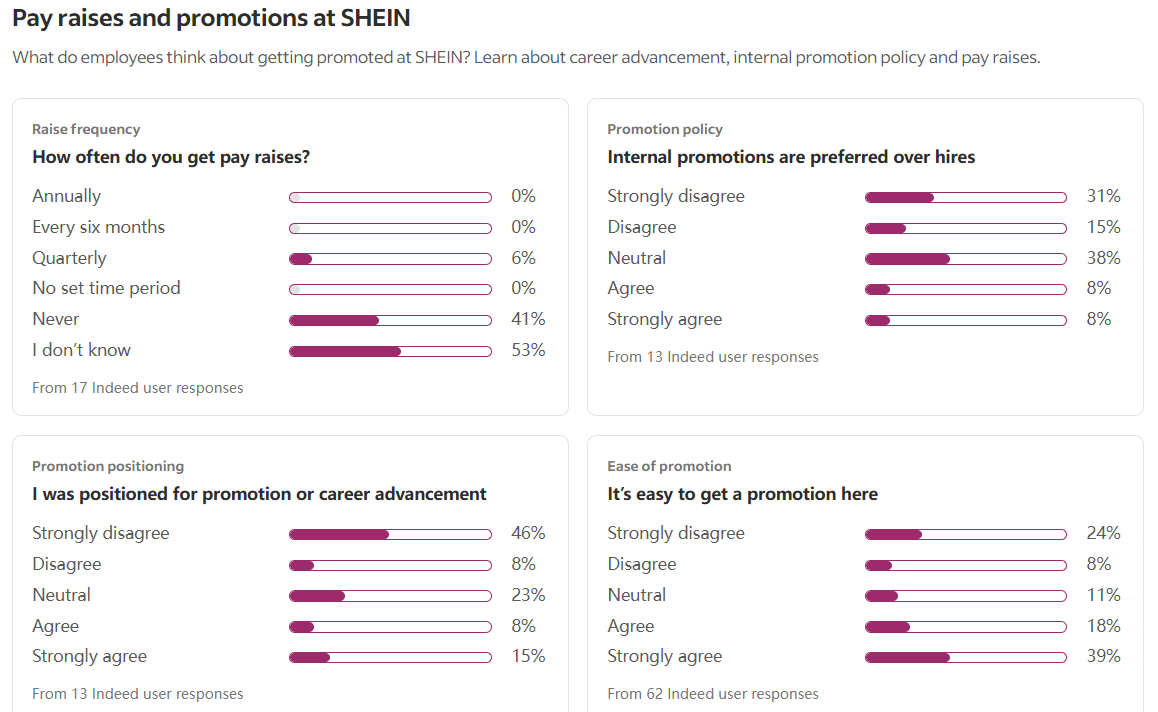 Pay raises and promotions at SHEIN
What do employees think about getting promoted at SHEIN? Learn about career advancement, internal promotion policy and pay raises.
Raise frequency
How often do you get pay raises?
Annually 0%
Every six months 0%
Quarterly 6%
No set time period 0%
Never 41%
I don’t know 53%
From 17 Indeed user responses
Promotion policy
Internal promotions are preferred over hires
Strongly disagree 31%
Disagree 15%
Neutral 38%
Agree 8%
Strongly agree 8%
From 13 Indeed user responses
Promotion positioning
I was positioned for promotion or career advancement
Strongly disagree 46%
Disagree 8%
Neutral 23%
Agree 8%
Strongly agree 15%
From 13 Indeed user responses
Ease of promotion
It’s easy to get a promotion here
Strongly disagree 24%
Disagree 8%
Neutral 11%
Agree 18%
Strongly agree 39%
From 62 Indeed user responses